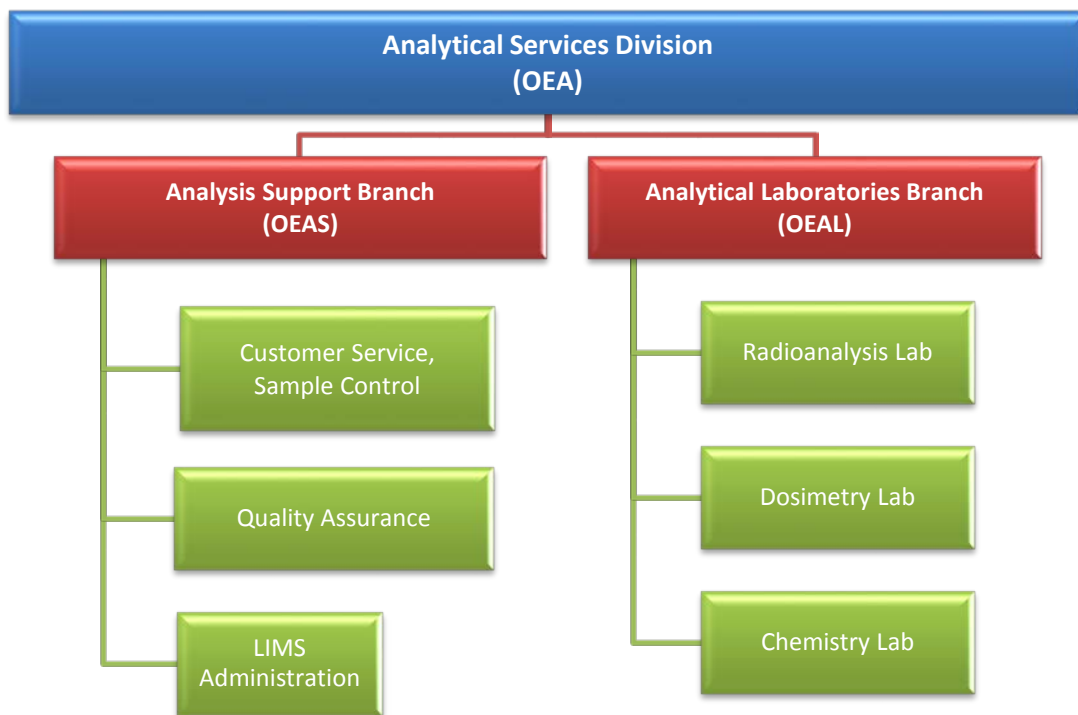 Analytical Services Division
(OEA)
Analysis Support Branch
(OEAS)
Analytical Laboratories Branch
(OEAL)
Customer Service,
Sample Control
Radioanalysis Lab
Quality Assurance
Dosimetry Lab
LIMS
Administration
Chemistry Lab